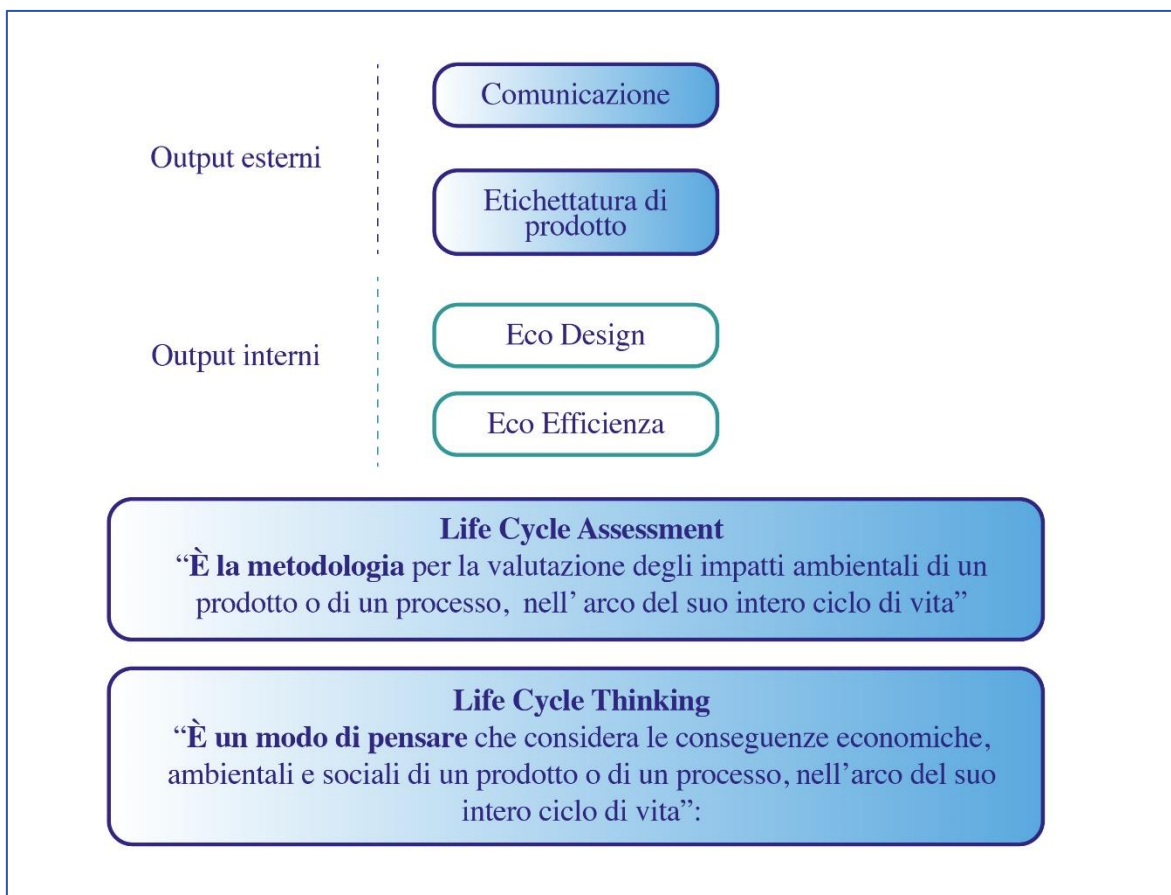 Comunicazione
Output esterni
Etichettatura di
prodotto
Eco Design
Output interni
Eco Efficienza
Life Cycle Assessment
“È la metodologia per la valutazione degli impatti ambientali di un
prodotto o di un processo, nell’ arco del suo intero ciclo di vita”
Life Cycle Thinking
“È un modo di pensare che considera le conseguenze economiche,
ambientali e sociali di un prodotto o di un processo, nell’arco del suo
intero ciclo di vita”: